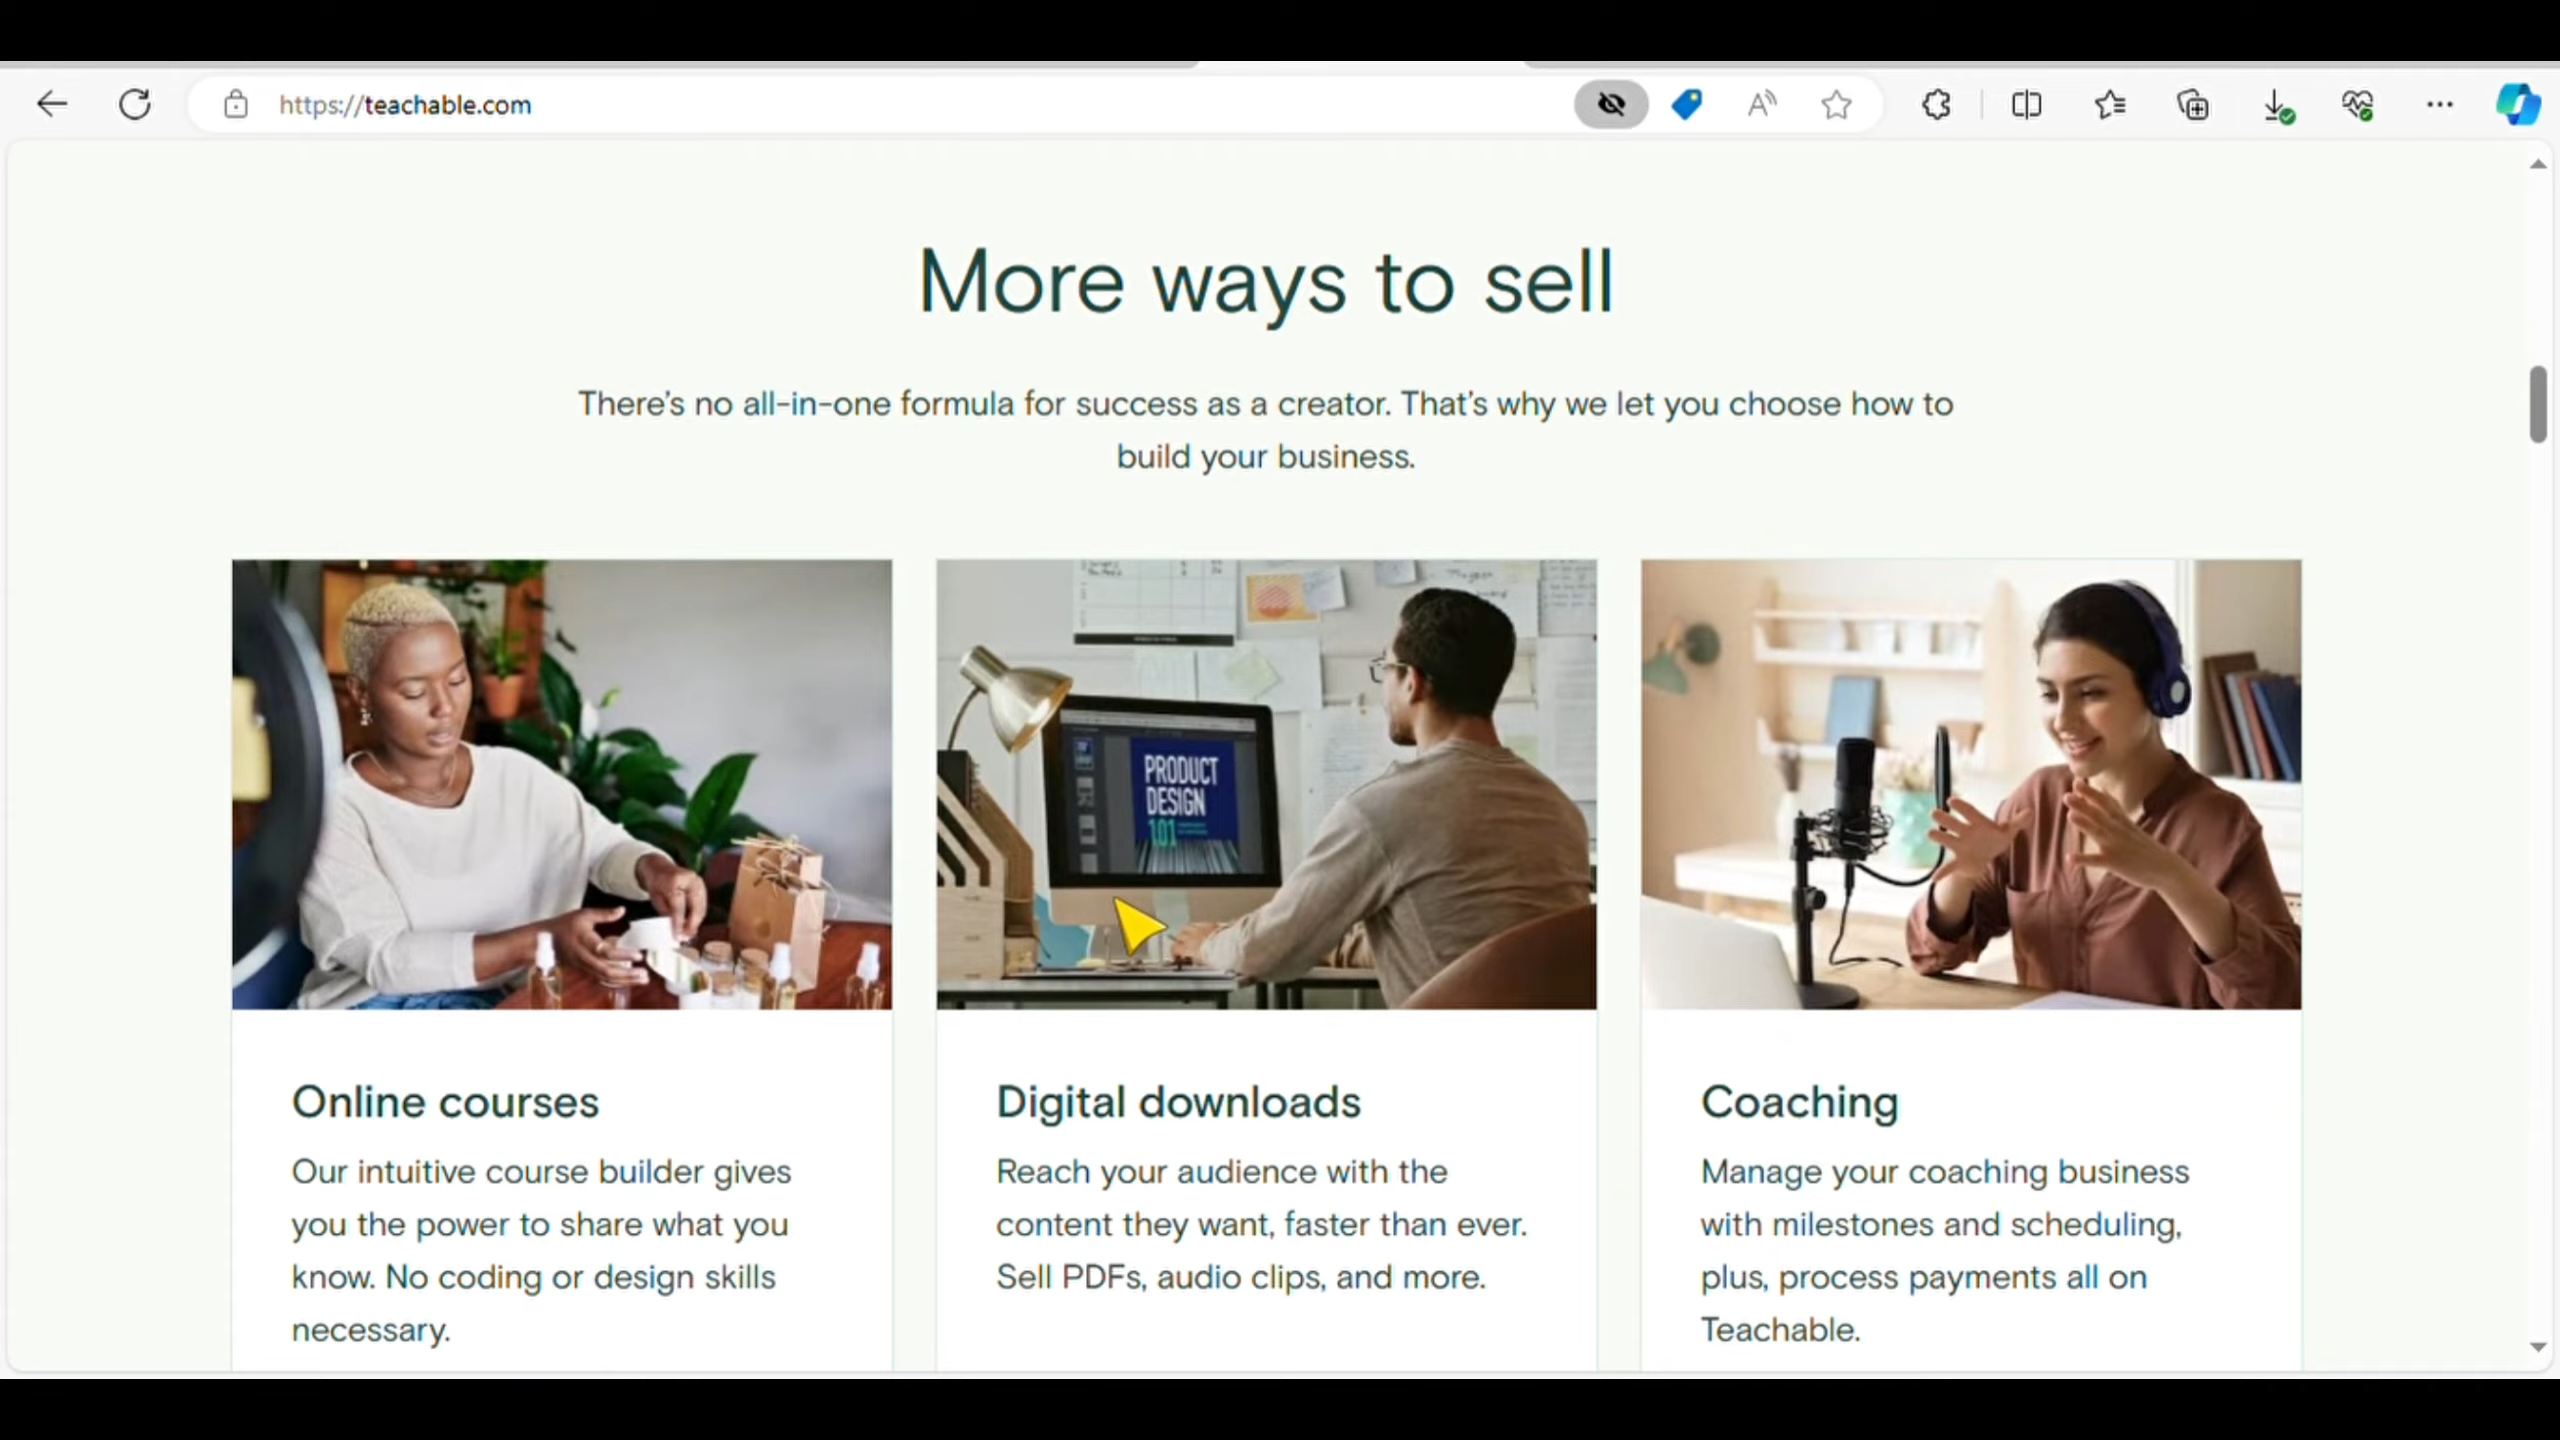 https://teachable.com
More ways to sell
There's no all-in-one formula for success as a creator. That's why we let you choose how to
build your business.
PRODUCT
DESIGN
101
Online courses
Our intuitive course builder gives
you the power to share what you
know. No coding or design skills
necessary.
Digital downloads
Reach your audience with the
content they want, faster than ever.
Sell PDFs, audio clips, and more.
Coaching
Manage your coaching business
with milestones and scheduling,
plus, process payments all on
Teachable.